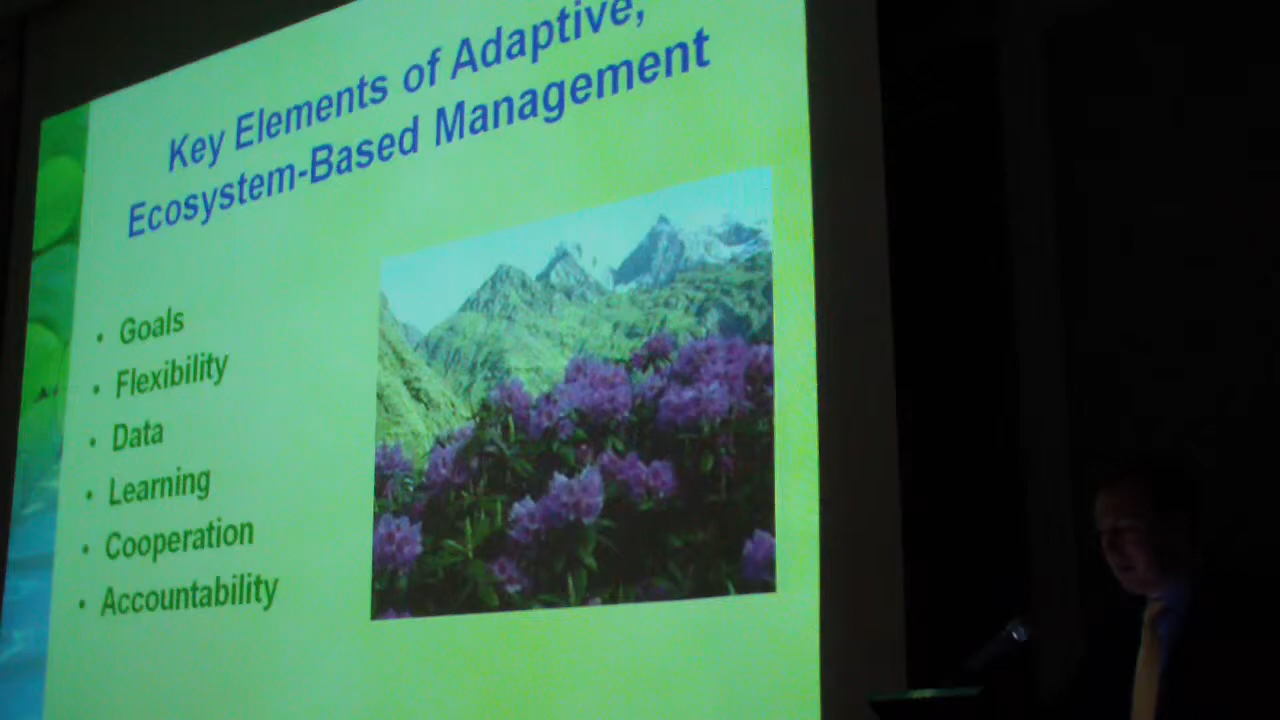 Key Elements of Adaptive,
Ecosystem-Based Management
• Goals
• Flexibility
• Data
• Learning
• Cooperation
• Accountability